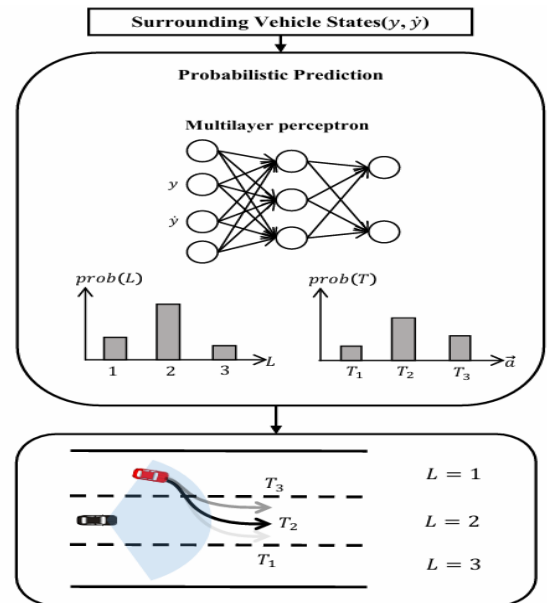 Surrounding Vehicle States(y, ẏ)
Probabilistic Prediction
Multilayer perceptron
y
ẏ
prob(L)
1 2 3 L
prob(T)
T₁ T₂ T₃ a⃗
T₃
T₂
T₁
L = 1
L = 2
L = 3